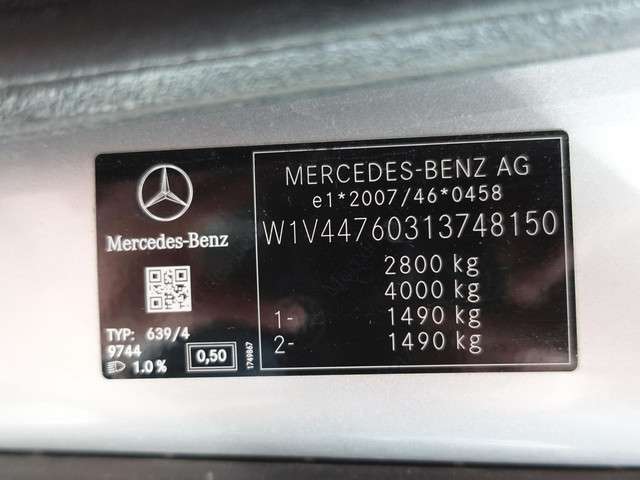 Mercedes-Benz
TYP: 639/4
9744
1.0%
0,50
1749867
MERCEDES-BENZ AG
e1*2007/46*0458
W1V44760313748150
2800 kg
4000 kg
1- 1490 kg
2- 1490 kg